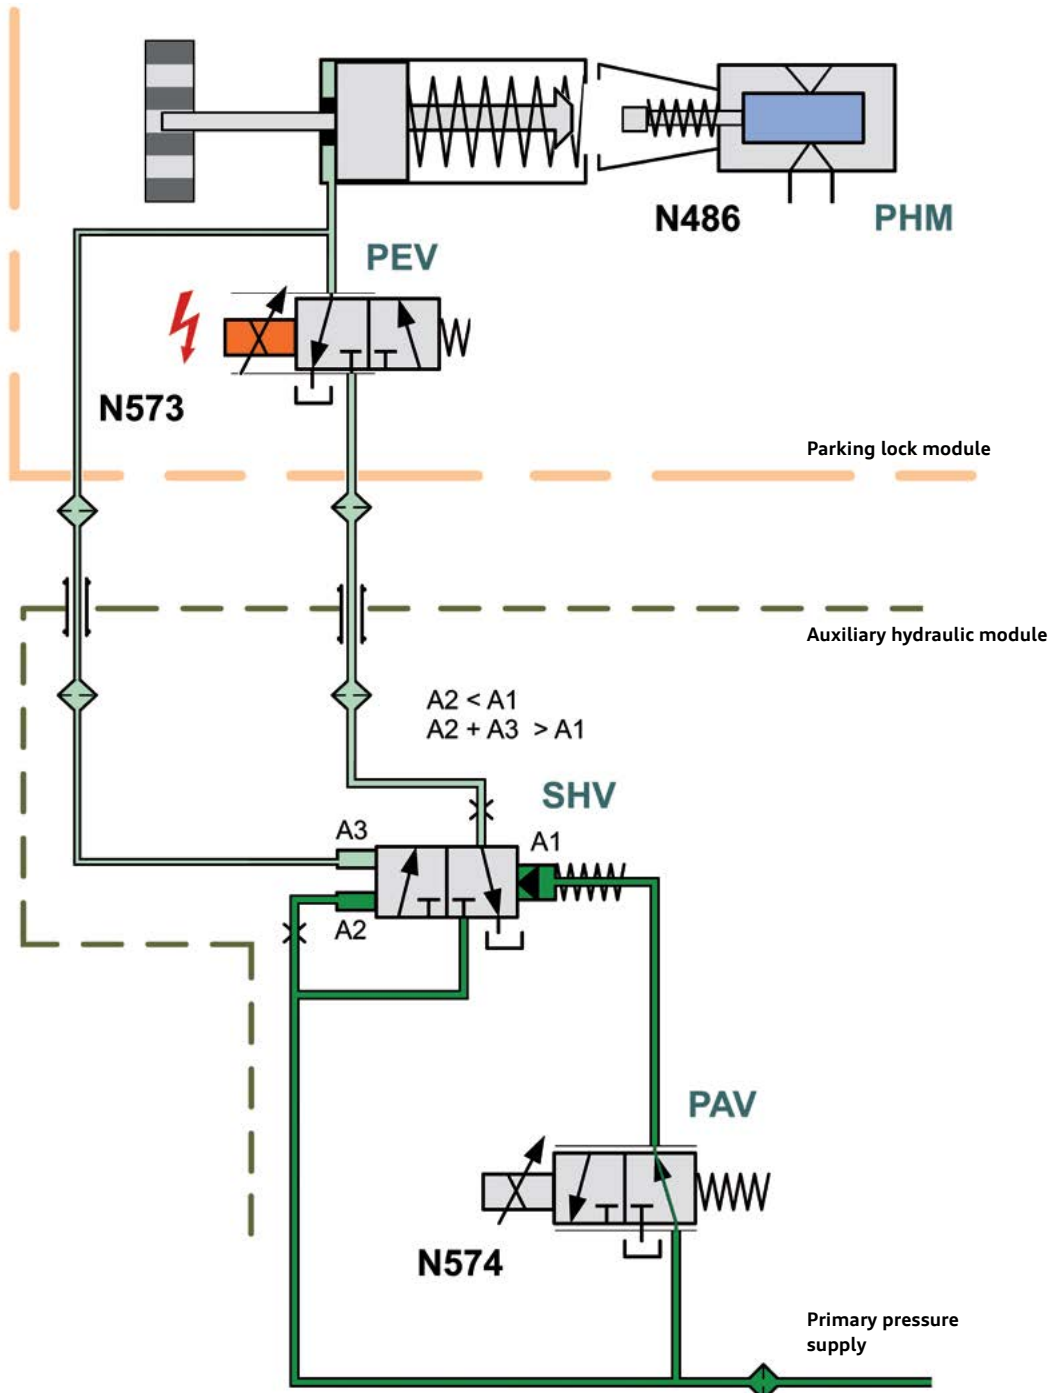 N486
PHM
PEV
N573
Parking lock module
Auxiliary hydraulic module
A2 < A1
A2 + A3 > A1
SHV
A3
A1
A2
PAV
N574
Primary pressure
supply